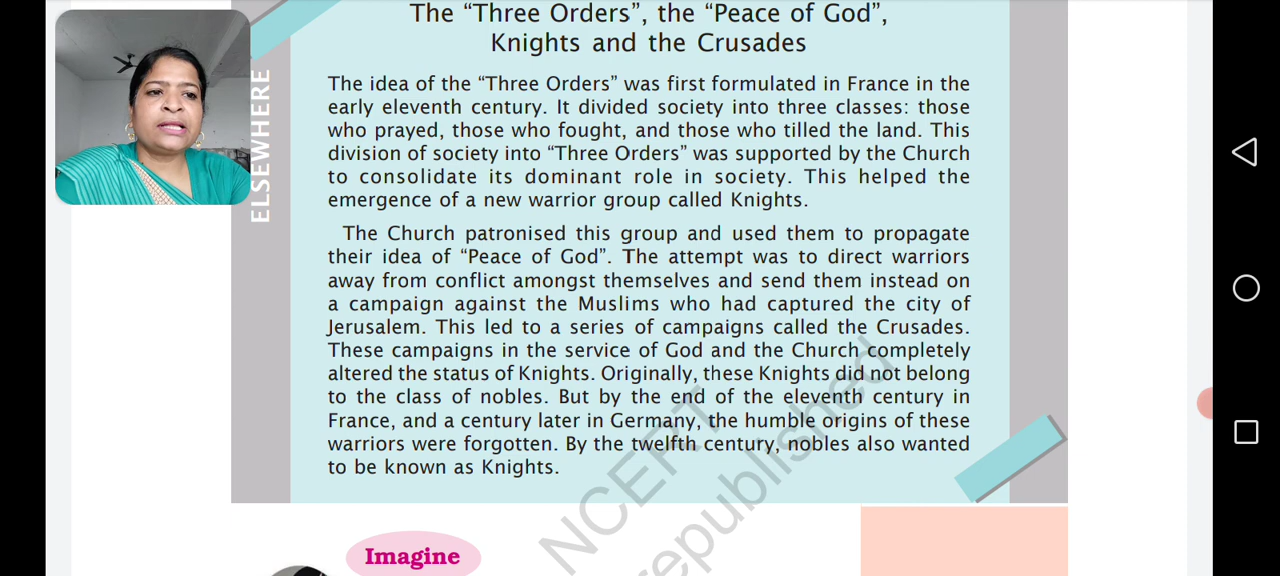 The “Three Orders”, the “Peace of God”,
Knights and the Crusades
ELSEWHERE
The idea of the “Three Orders” was first formulated in France in the
early eleventh century. It divided society into three classes: those
who prayed, those who fought, and those who tilled the land. This
division of society into “Three Orders” was supported by the Church
to consolidate its dominant role in society. This helped the
emergence of a new warrior group called Knights.
The Church patronised this group and used them to propagate
their idea of “Peace of God”. The attempt was to direct warriors
away from conflict amongst themselves and send them instead on
a campaign against the Muslims who had captured the city of
Jerusalem. This led to a series of campaigns called the Crusades.
These campaigns in the service of God and the Church completely
altered the status of Knights. Originally, these Knights did not belong
to the class of nobles. But by the end of the eleventh century in
France, and a century later in Germany, the humble origins of these
warriors were forgotten. By the twelfth century, nobles also wanted
to be known as Knights.
NCERT
republished
Imagine